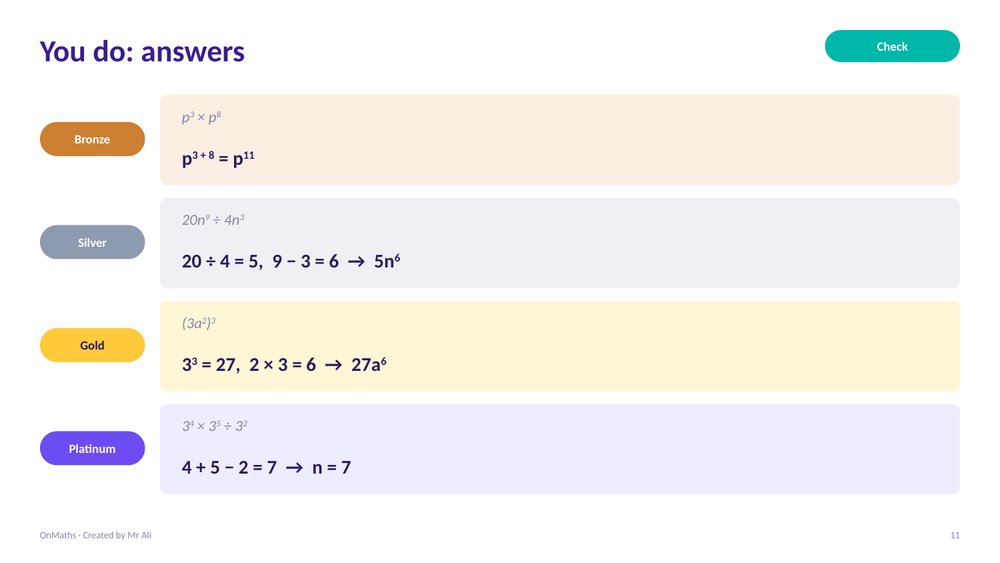 You do: answers
Check
Bronze
p³ × p⁸
p³ ⁺ ⁸ = p¹¹
Silver
20n⁹ ÷ 4n³
20 ÷ 4 = 5, 9 − 3 = 6 → 5n⁶
Gold
(3a²)³
3³ = 27, 2 × 3 = 6 → 27a⁶
Platinum
3⁴ × 3⁵ ÷ 3²
4 + 5 − 2 = 7 → n = 7
OnMaths · Created by Mr Ali
11